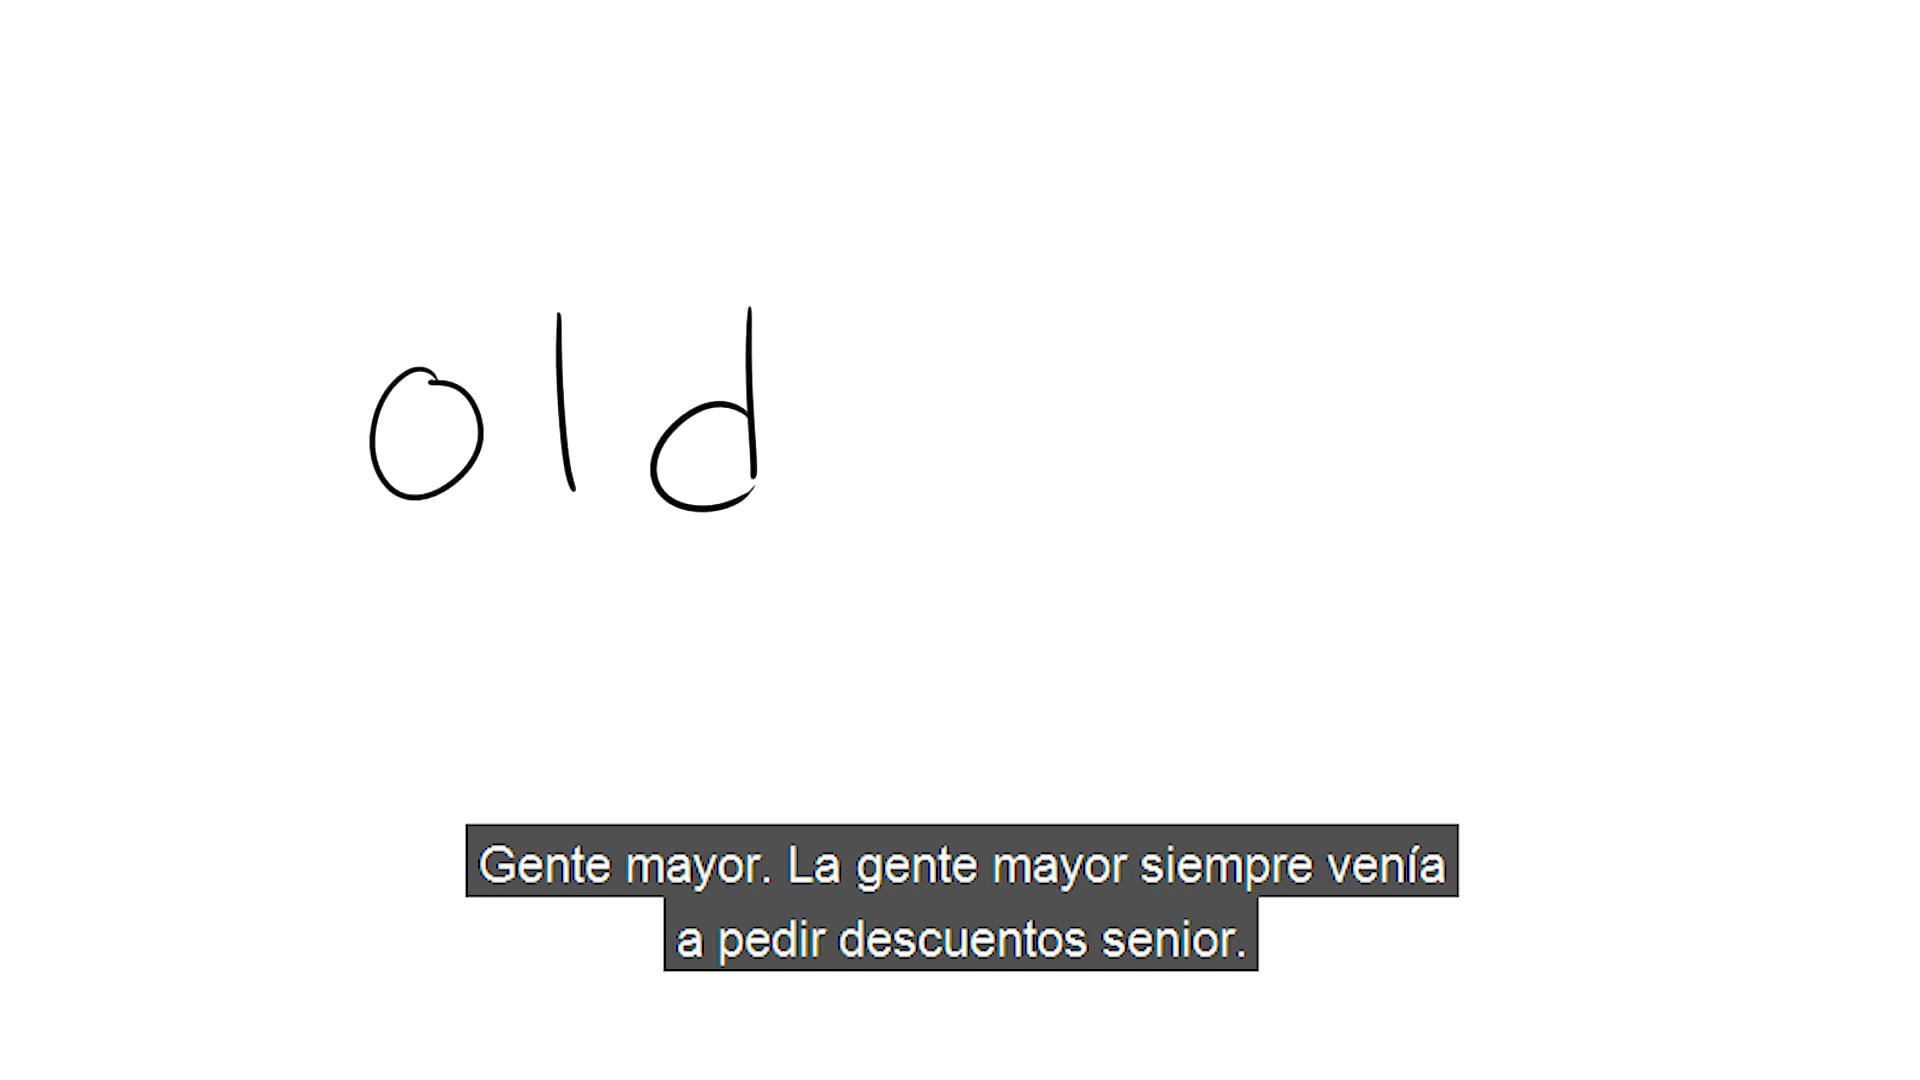 old
Gente mayor. La gente mayor siempre venía
a pedir descuentos senior.